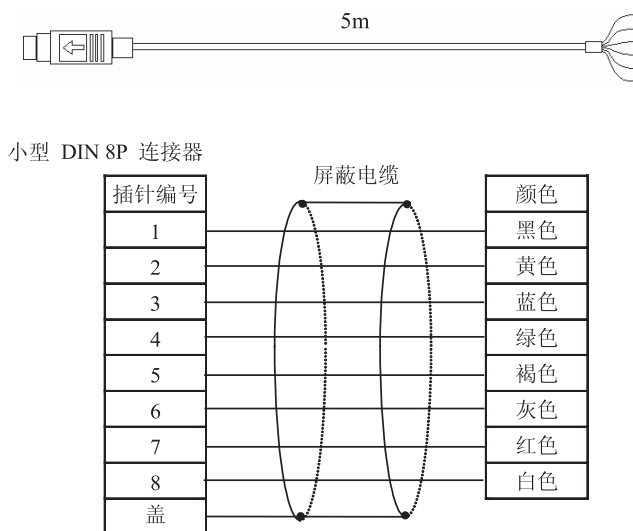 5m
小型 DIN 8P 连接器
屏蔽电缆
插针编号 颜色
1 黑色
2 黄色
3 蓝色
4 绿色
5 褐色
6 灰色
7 红色
8 白色
盖